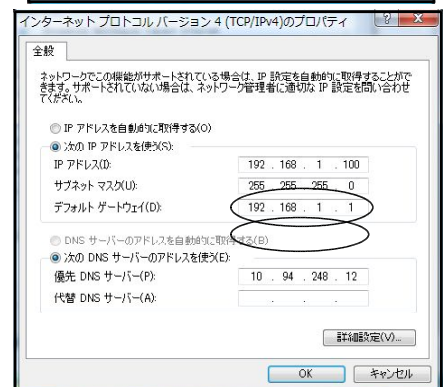 インターネット プロトコル バージョン 4 (TCP/IPv4)のプロパティ
全般
ネットワークでこの機能がサポートされている場合は、IP 設定を自動的に取得することがで
きます。サポートされていない場合は、ネットワーク管理者に適切な IP 設定を問い合わせ
てください。
IP アドレスを自動的に取得する(O)
次の IP アドレスを使う(S):
IP アドレス(I): 192 . 168 . 1 . 100
サブネット マスク(U): 255 . 255 . 255 . 0
デフォルト ゲートウェイ(D): 192 . 168 . 1 . 1
DNS サーバーのアドレスを自動的に取得する(B)
次の DNS サーバーのアドレスを使う(E):
優先 DNS サーバー(P): 10 . 94 . 248 . 12
代替 DNS サーバー(A): . . .
詳細設定(V)...
OK キャンセル